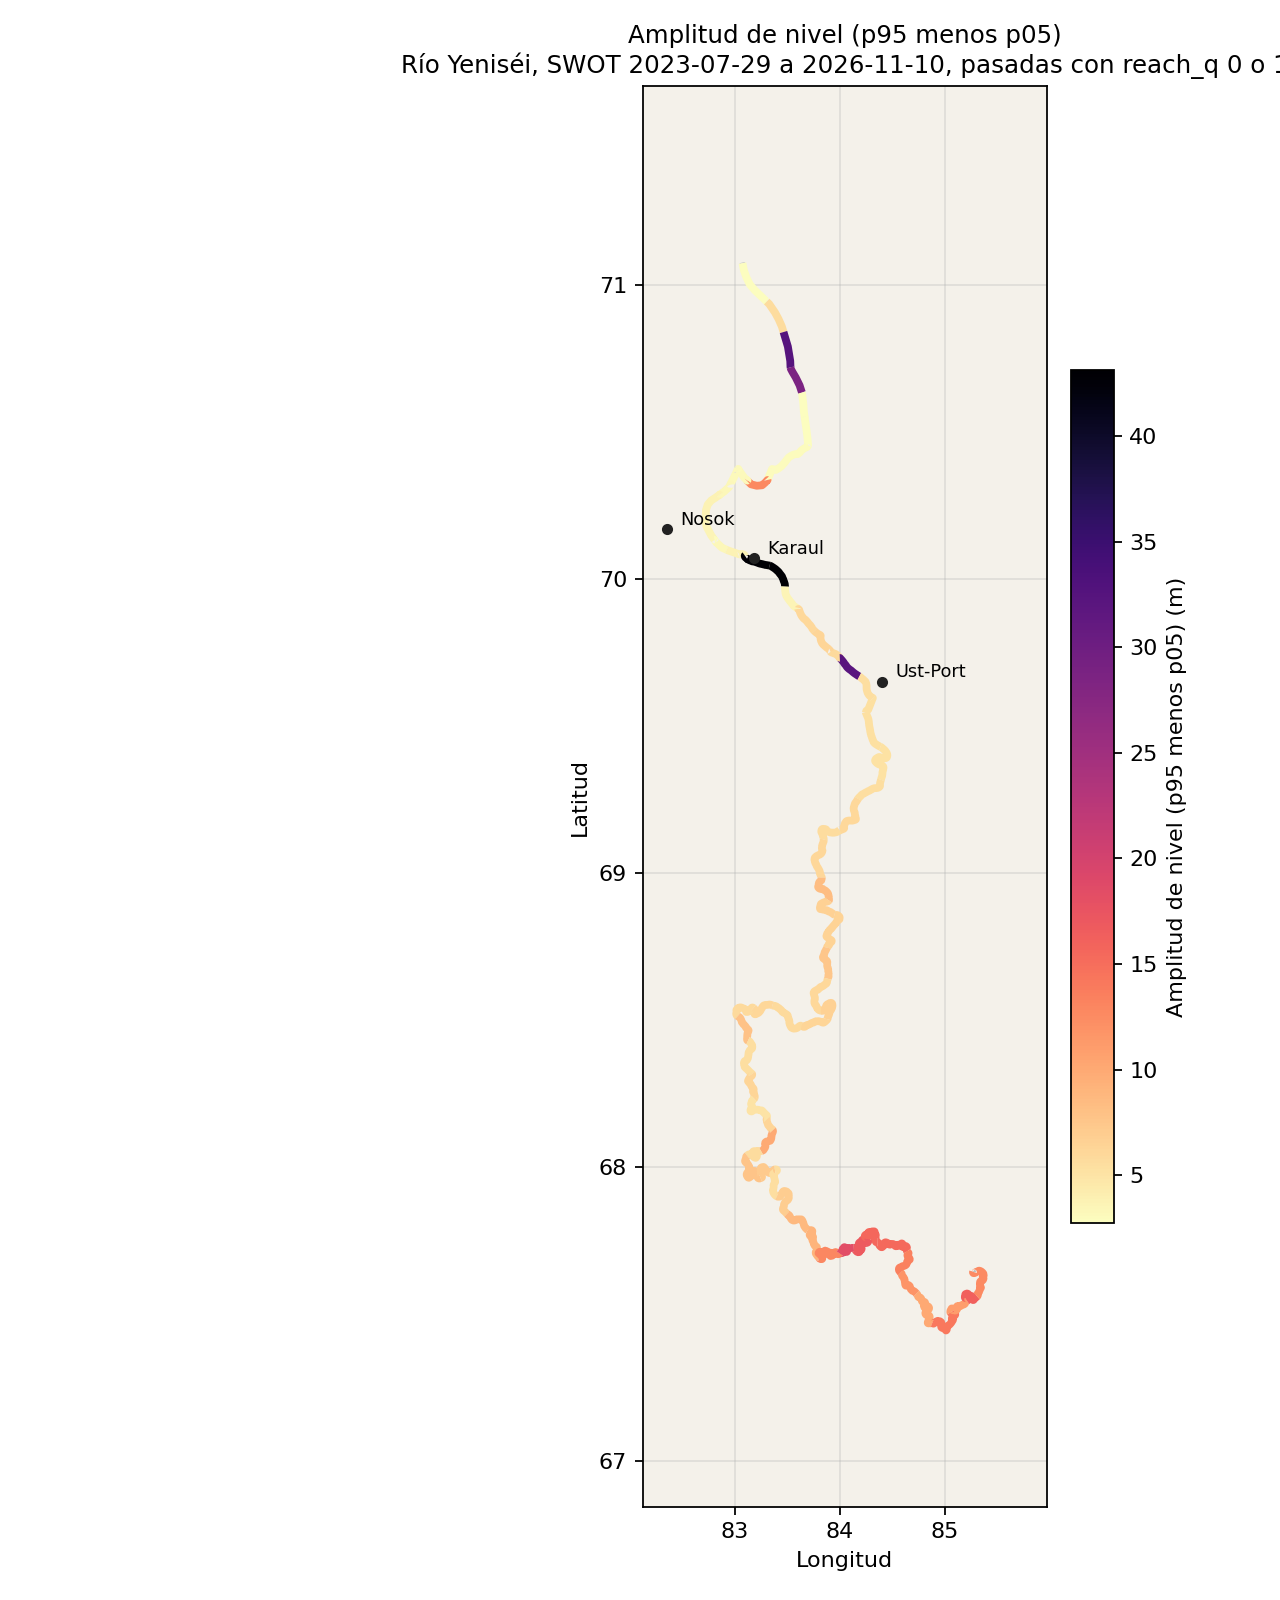 Amplitud de nivel (p95 menos p05)
Río Yeniséi, SWOT 2023-07-29 a 2026-11-10, pasadas con reach_q 0 o 1
71
70
69
68
67
Latitud
Nosok
Karaul
Ust-Port
83
84
85
Longitud
40
35
30
25
20
15
10
5
Amplitud de nivel (p95 menos p05) (m)